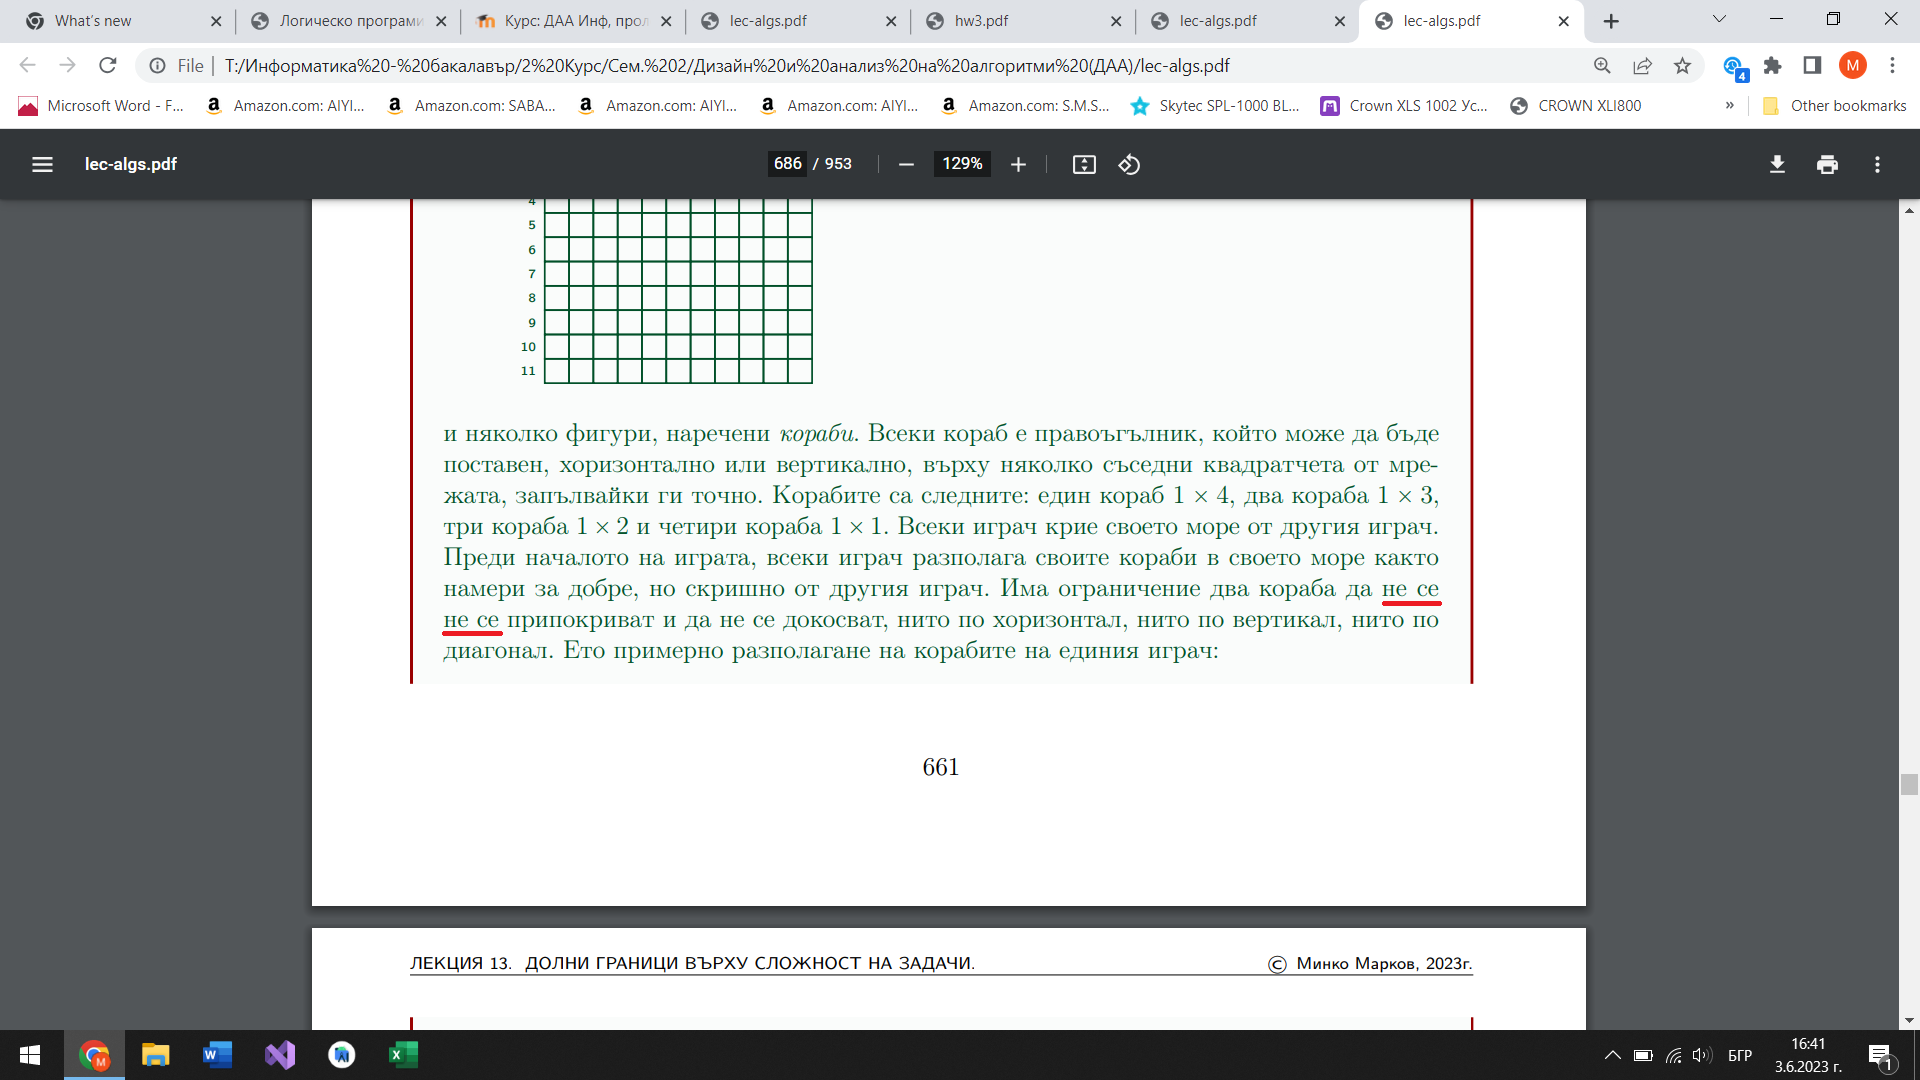 What's new
Логическо програми
Курс: ДАА Инф, прол
lec-algs.pdf
hw3.pdf
lec-algs.pdf
lec-algs.pdf
File | T:/Информатика%20-%20бакалавър/2%20Курс/Сем.%202/Дизайн%20и%20анализ%20на%20алгоритми%20(ДАА)/lec-algs.pdf
4
M
Microsoft Word - F...
Amazon.com: AIYI...
Amazon.com: SABA...
Amazon.com: AIYI...
Amazon.com: AIYI...
Amazon.com: S.M.S...
Skytec SPL-1000 BL...
Crown XLS 1002 Ус...
CROWN XLI800
»
Other bookmarks
lec-algs.pdf
686 / 953
129%
4
5
6
7
8
9
10
11
и няколко фигури, наречени кораби. Всеки кораб е правоъгълник, който може да бъде
поставен, хоризонтално или вертикално, върху няколко съседни квадратчета от мре-
жата, запълвайки ги точно. Корабите са следните: един кораб 1 × 4, два кораба 1 × 3,
три кораба 1 × 2 и четири кораба 1 × 1. Всеки играч крие своето море от другия играч.
Преди началото на играта, всеки играч разполага своите кораби в своето море както
намери за добре, но скришно от другия играч. Има ограничение два кораба да не се
не се припокриват и да не се докосват, нито по хоризонтал, нито по вертикал, нито по
диагонал. Ето примерно разполагане на корабите на единия играч:
661
ЛЕКЦИЯ 13. ДОЛНИ ГРАНИЦИ ВЪРХУ СЛОЖНОСТ НА ЗАДАЧИ.
© Минко Марков, 2023г.
БГР
16:41
3.6.2023 г.
1